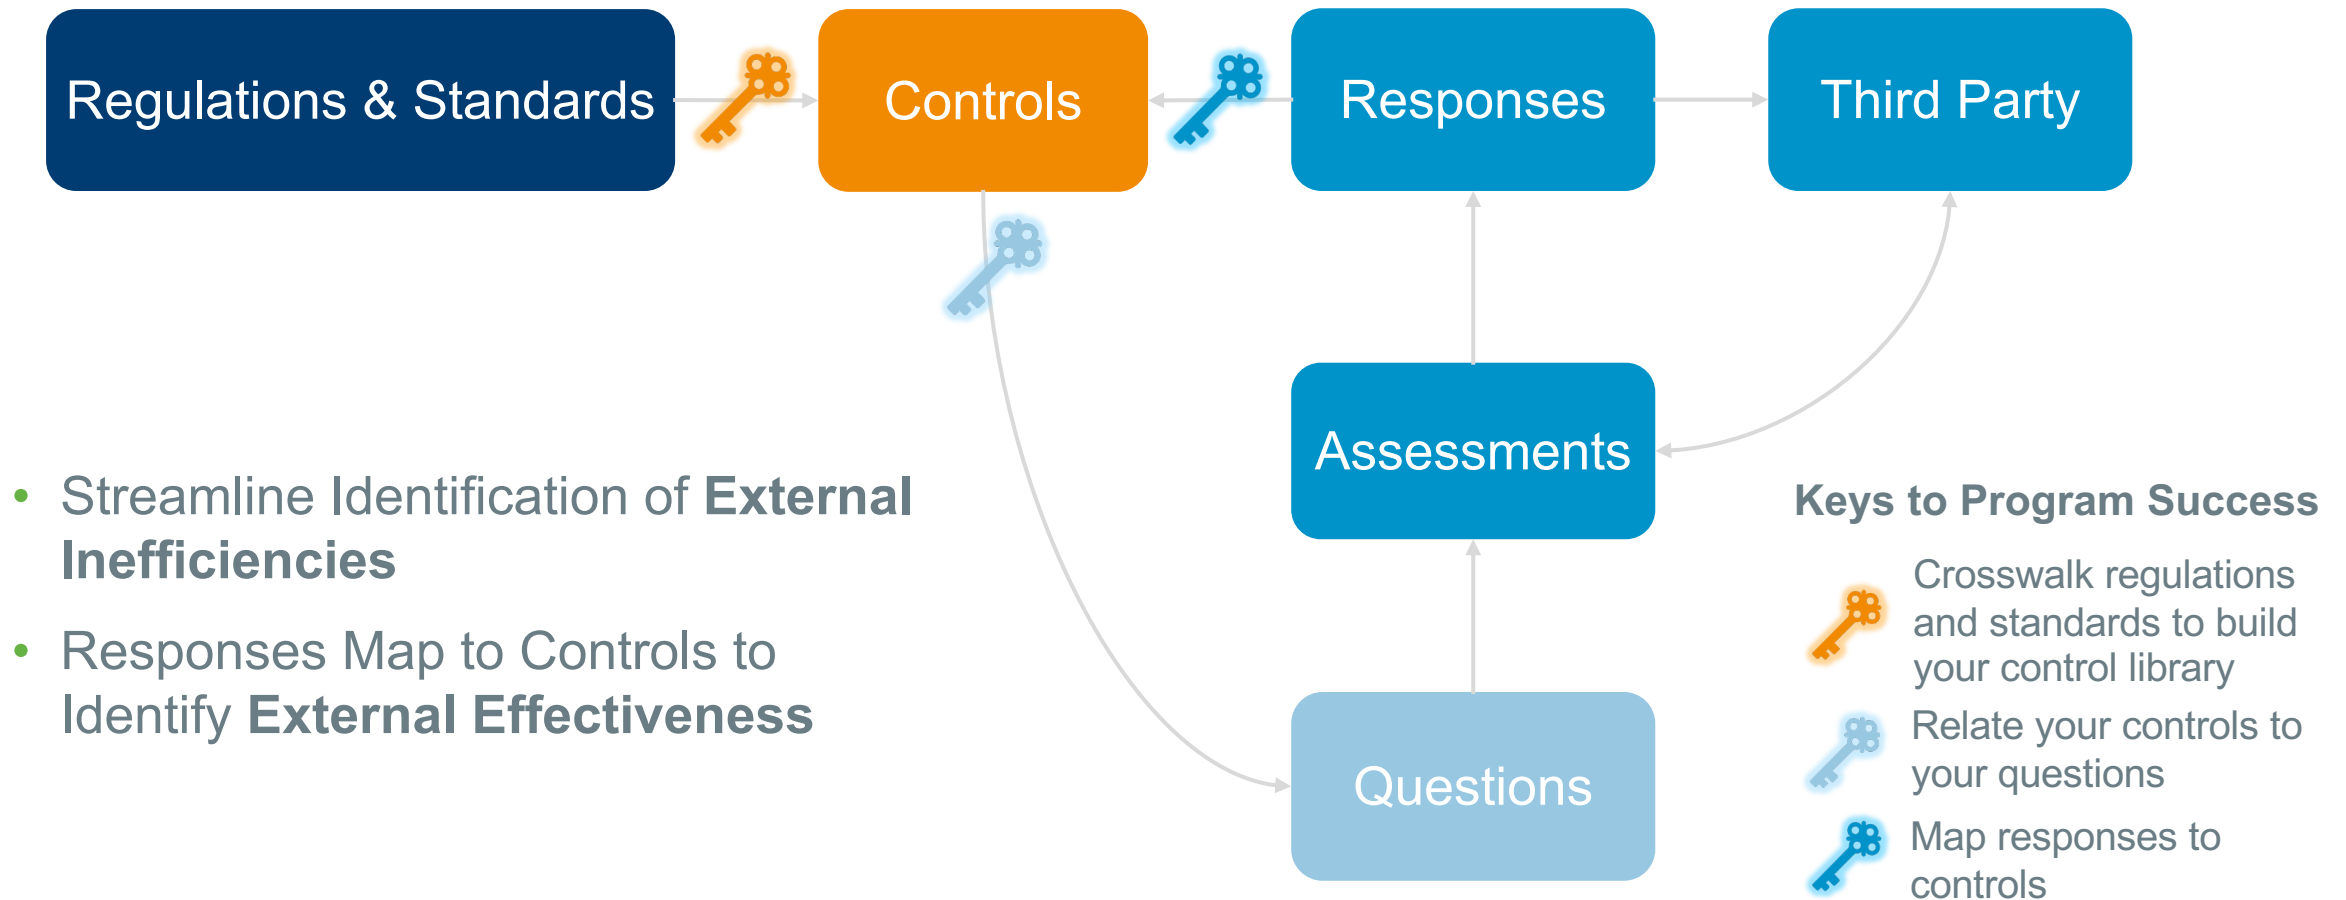 Regulations & Standards
Controls
Responses
Third Party
Assessments
Questions
• Streamline Identification of External
Inefficiencies
• Responses Map to Controls to
Identify External Effectiveness
Keys to Program Success
Crosswalk regulations
and standards to build
your control library
Relate your controls to
your questions
Map responses to
controls